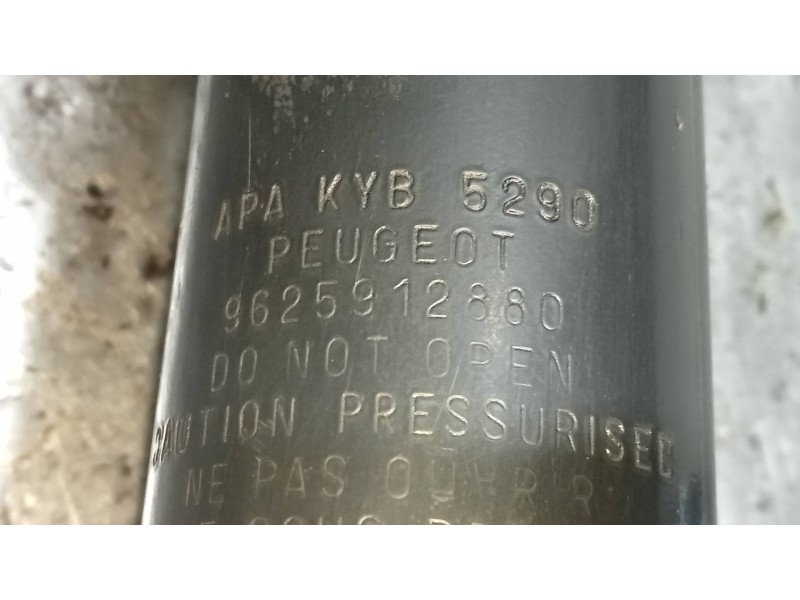 APA KYB 5290
PEUGEOT
9625912880
DO NOT OPEN
CAUTION PRESSURISED
NE PAS OUVRIR